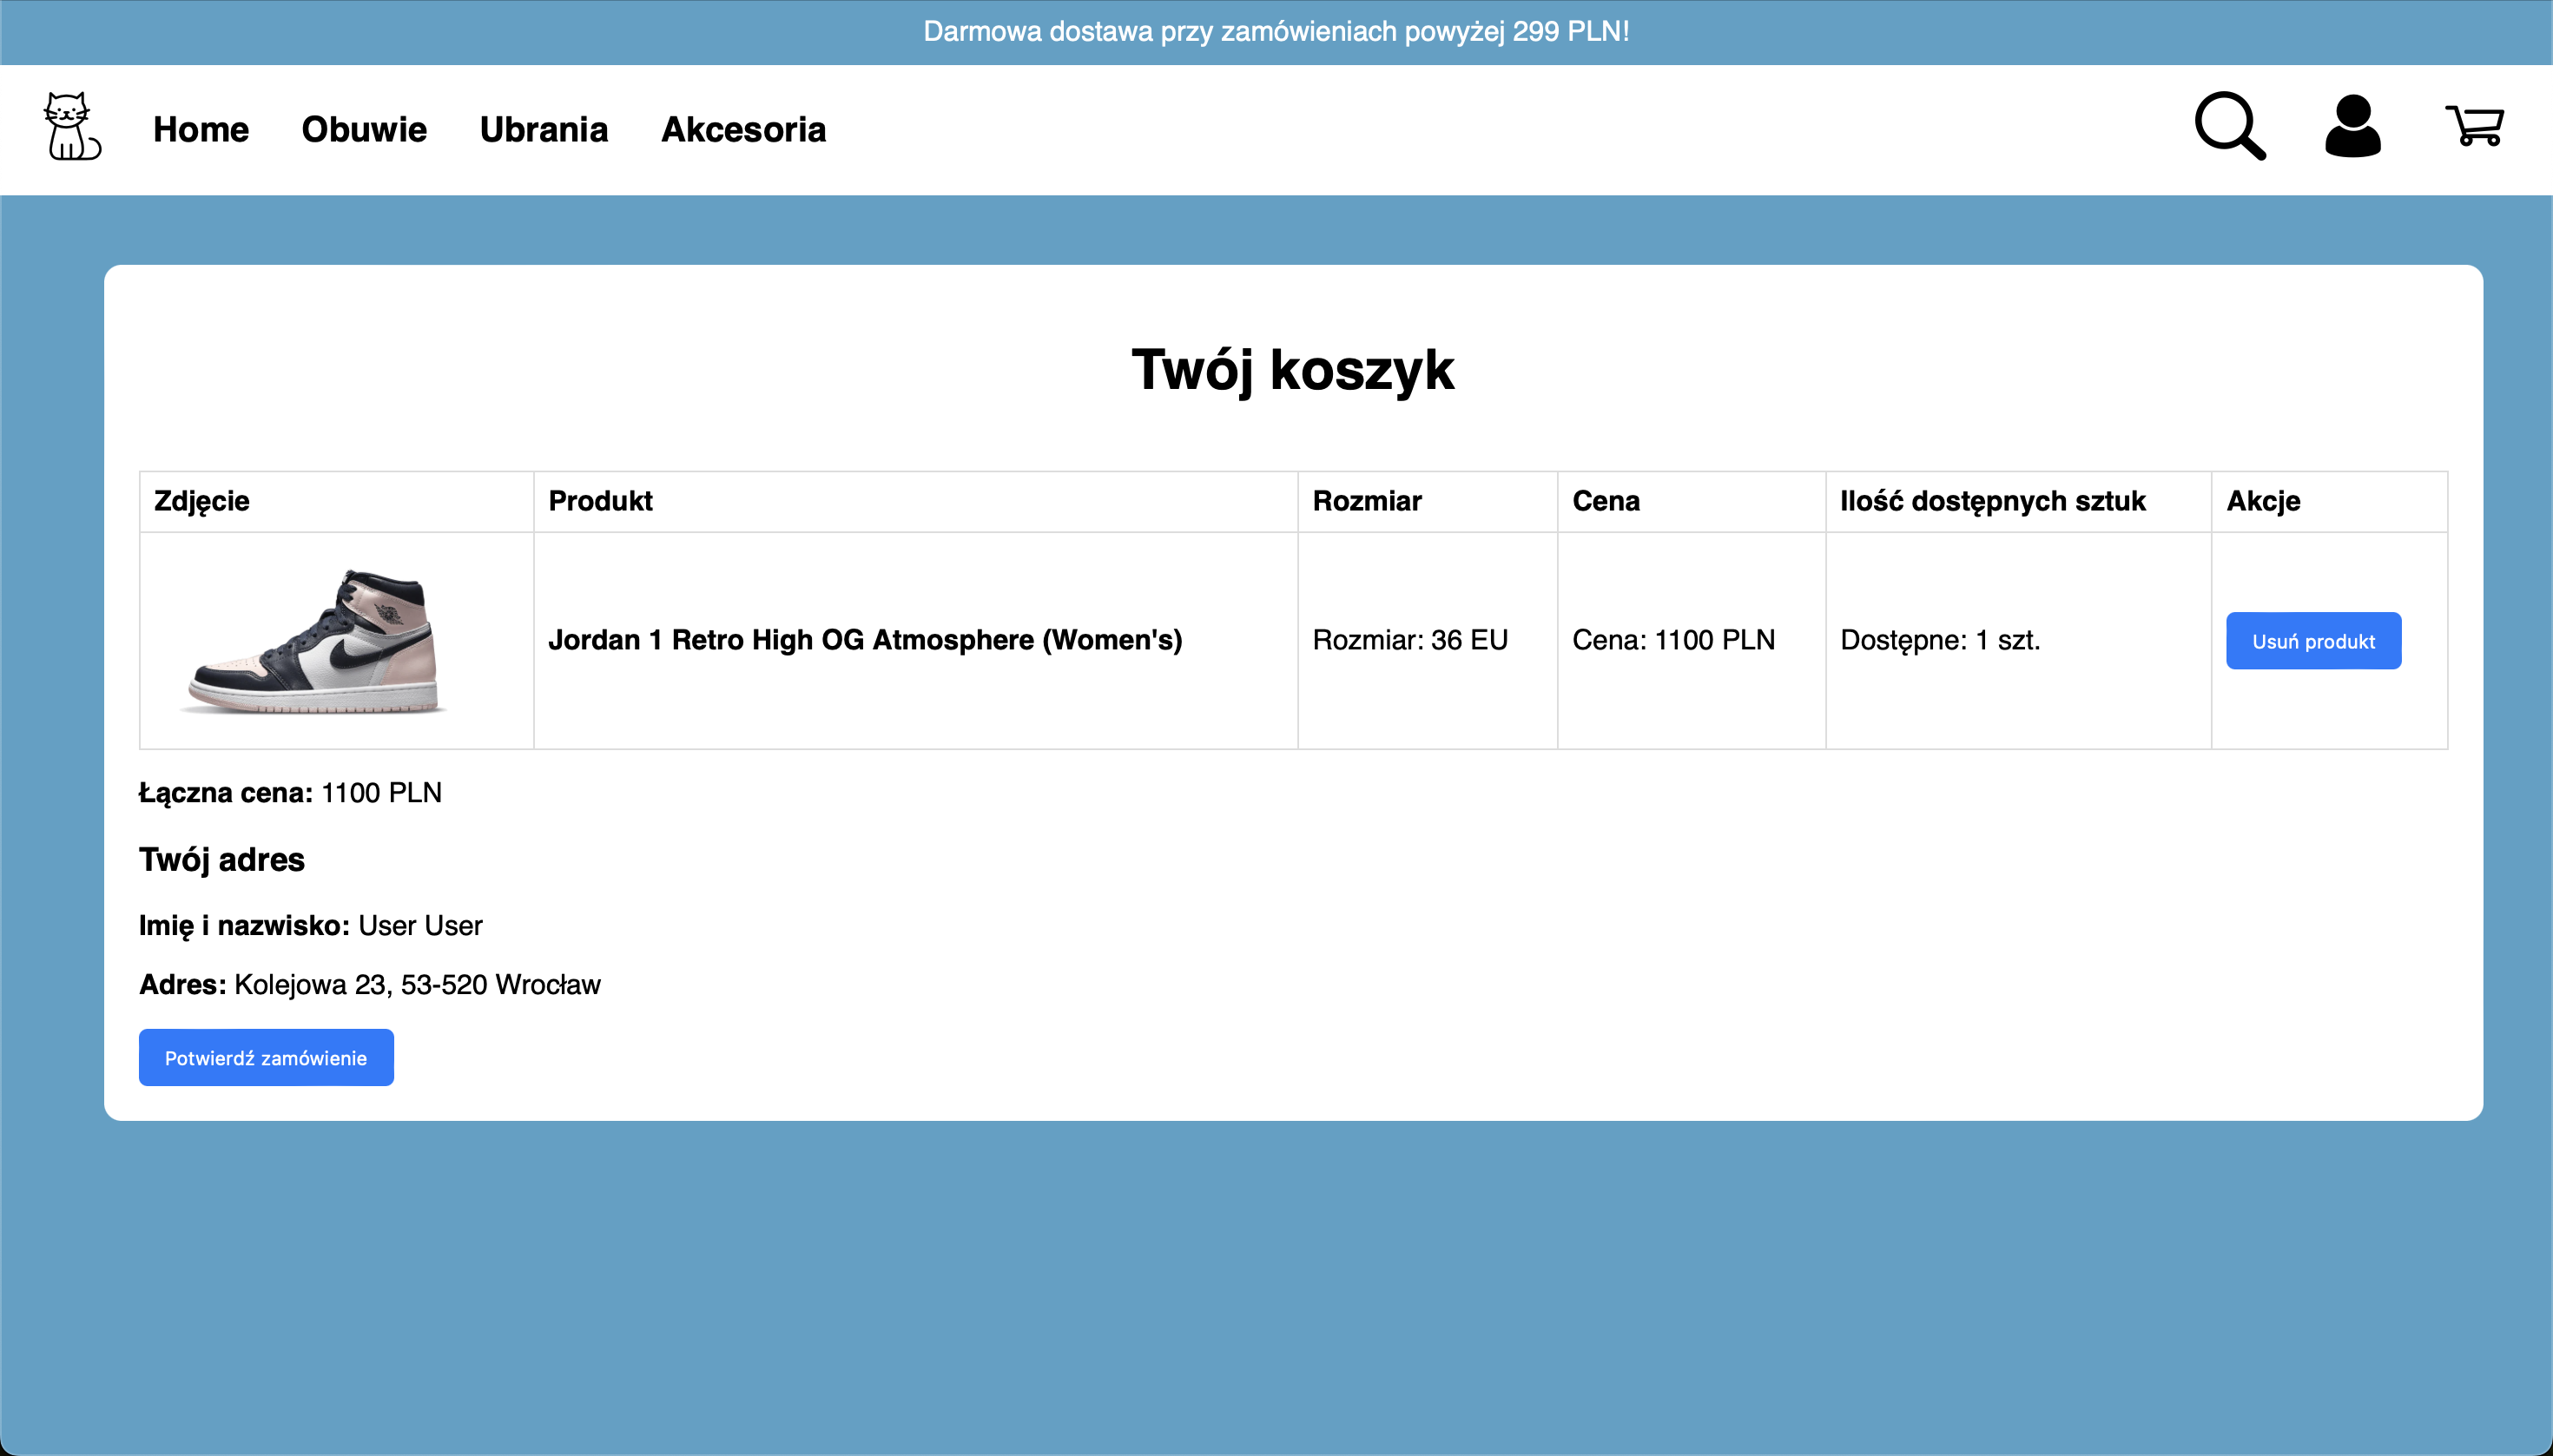 Darmowa dostawa przy zamówieniach powyżej 299 PLN!
Home Obuwie Ubrania Akcesoria
Twój koszyk
Zdjęcie Produkt Rozmiar Cena Ilość dostępnych sztuk Akcje
Jordan 1 Retro High OG Atmosphere (Women's) Rozmiar: 36 EU Cena: 1100 PLN Dostępne: 1 szt. Usuń produkt
Łączna cena: 1100 PLN
Twój adres
Imię i nazwisko: User User
Adres: Kolejowa 23, 53-520 Wrocław
Potwierdź zamówienie